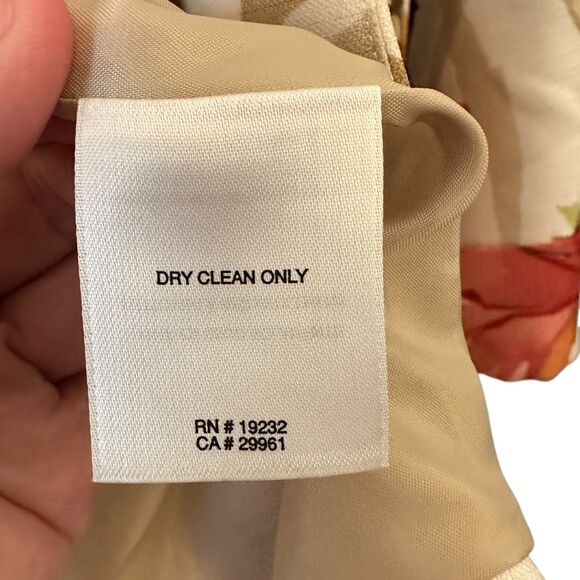 DRY CLEAN ONLY
RN # 19232
CA # 29961